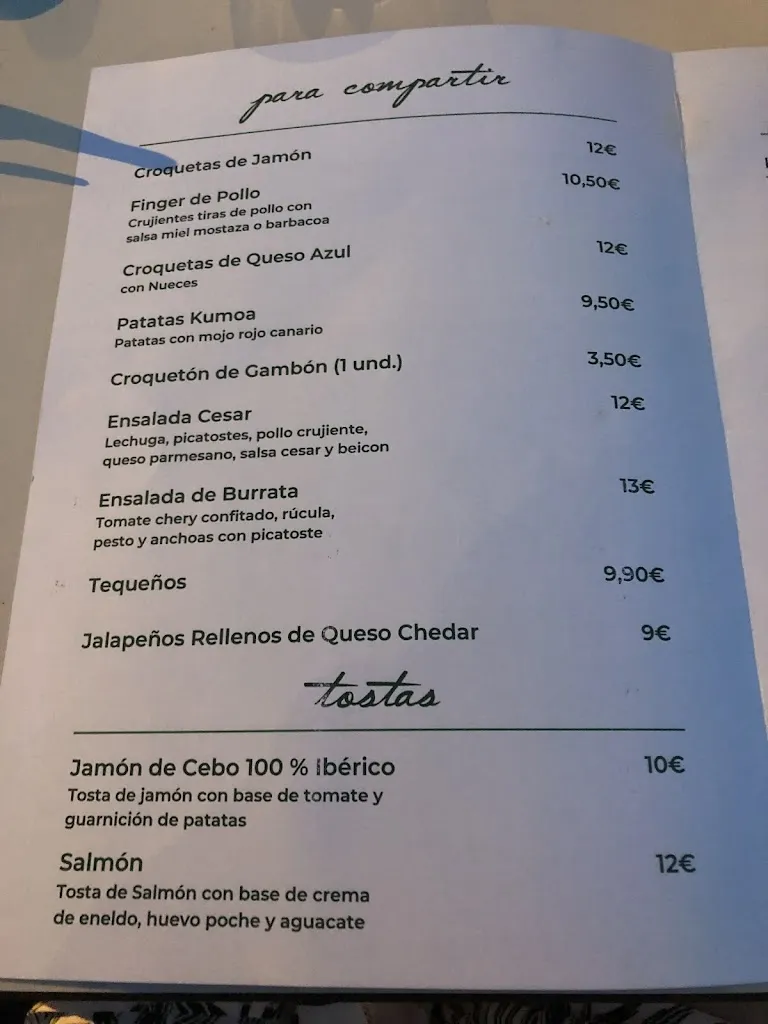 para compartir
Croquetas de Jamón 12€
Finger de Pollo 10,50€
Crujientes tiras de pollo con
salsa miel mostaza o barbacoa
Croquetas de Queso Azul 12€
con Nueces
Patatas Kumoa 9,50€
Patatas con mojo rojo canario
Croquetón de Gambón (1 und.) 3,50€
Ensalada Cesar 12€
Lechuga, picatostes, pollo crujiente,
queso parmesano, salsa cesar y beicon
Ensalada de Burrata 13€
Tomate chery confitado, rúcula,
pesto y anchoas con picatoste
Tequeños 9,90€
Jalapeños Rellenos de Queso Chedar 9€
tostas
Jamón de Cebo 100 % Ibérico 10€
Tosta de jamón con base de tomate y
guarnición de patatas
Salmón 12€
Tosta de Salmón con base de crema
de eneldo, huevo poche y aguacate